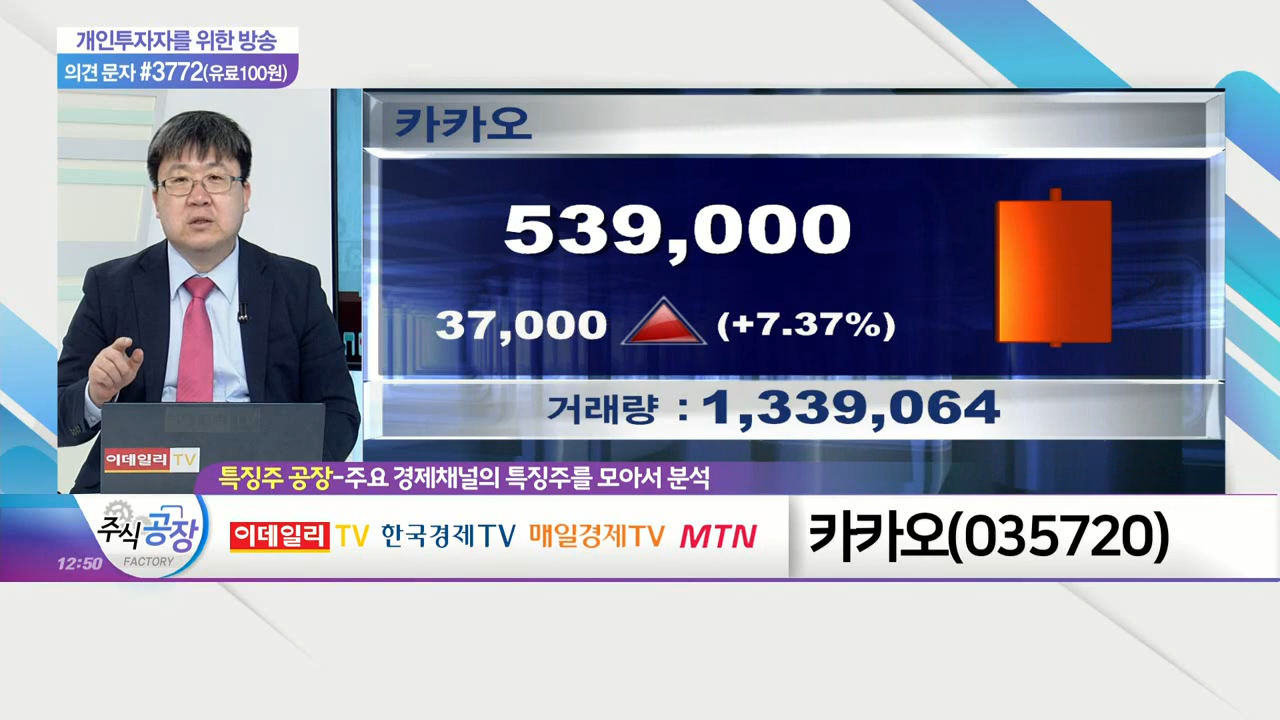 개인투자자를 위한 방송
의견 문자 #3772(유료100원)
카카오
539,000
37,000 (+7.37%)
거래량 : 1,339,064
이데일리 TV
특징주 공장-주요 경제채널의 특징주를 모아서 분석
주식공장
FACTORY
12:50
이데일리 TV 한국경제TV 매일경제TV MTN
카카오(035720)